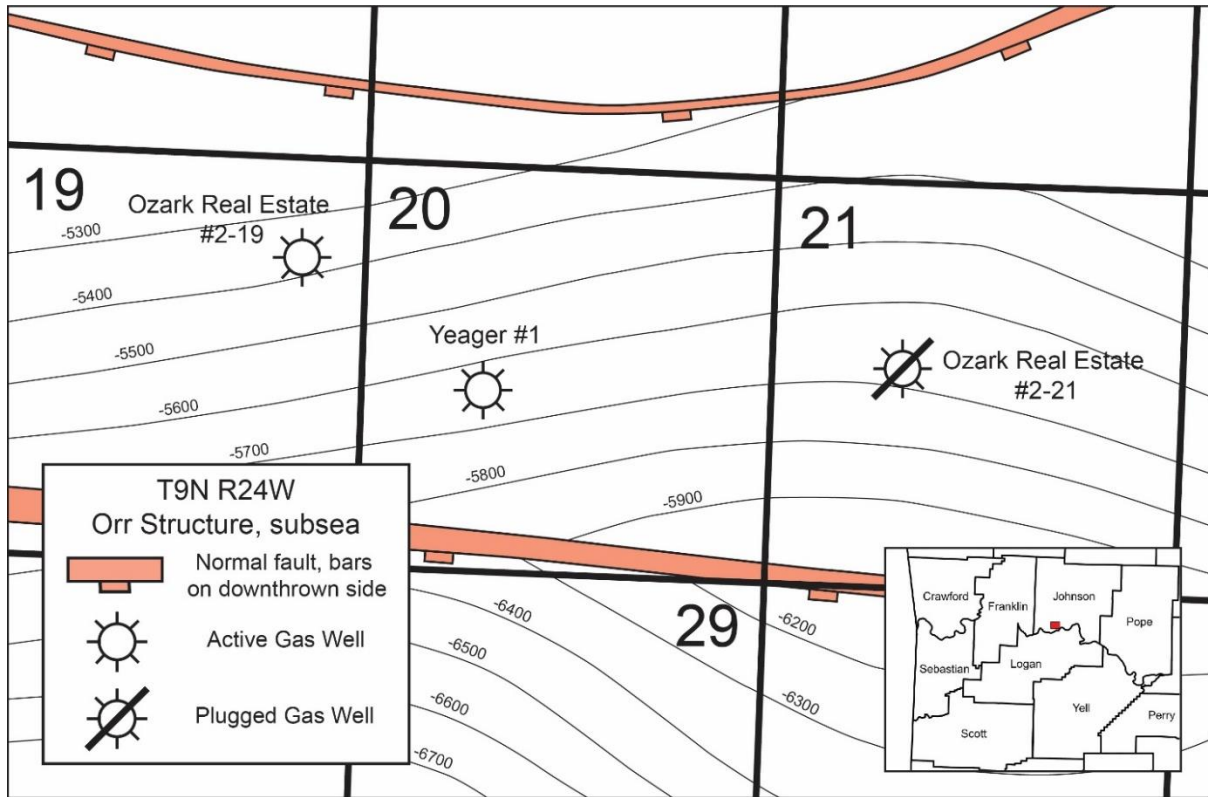 19
Ozark Real Estate
#2-19
20
21
-5300
-5400
-5500
-5600
-5700
-5800
-5900
Yeager #1
Ozark Real Estate
#2-21
T9N R24W
Orr Structure, subsea
Normal fault, bars
on downthrown side
Active Gas Well
Plugged Gas Well
29
-6200
-6300
-6400
-6500
-6600
-6700
Crawford
Franklin
Johnson
Pope
Sebastian
Logan
Yell
Perry
Scott